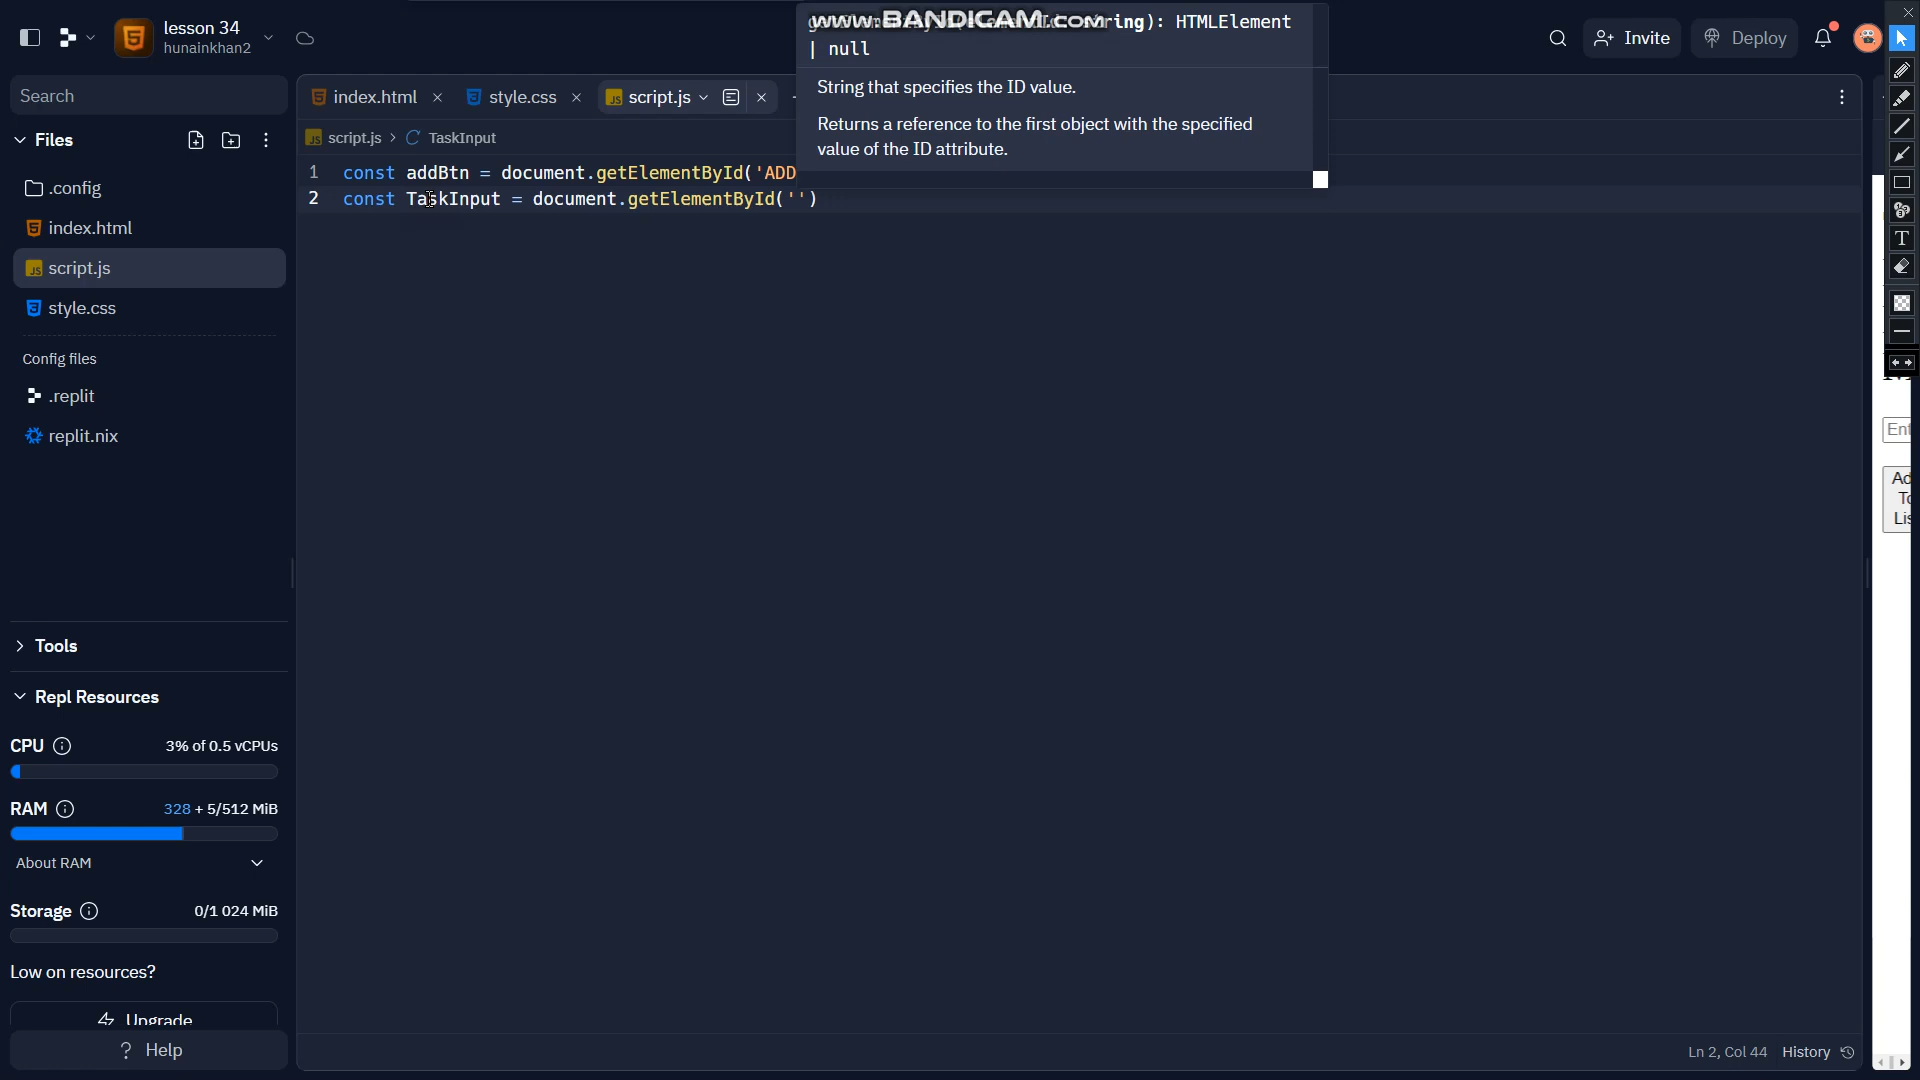 lesson 34
hunainkhan2
www.BANDICAM.com
ring): HTMLElement
| null
String that specifies the ID value.
Returns a reference to the first object with the specified
value of the ID attribute.
Invite
Deploy
Search
Files
.config
index.html
script.js
style.css
Config files
.replit
replit.nix
Tools
Repl Resources
CPU
3% of 0.5 vCPUs
RAM
328 + 5/512 MiB
About RAM
Storage
0/1 024 MiB
Low on resources?
Upgrade
? Help
index.html
style.css
script.js
script.js > TaskInput
1 const addBtn = document.getElementById('ADD
2 const TaskInput = document.getElementById('')
Ent
Ad
To
Lis
Ln 2, Col 44
History
T